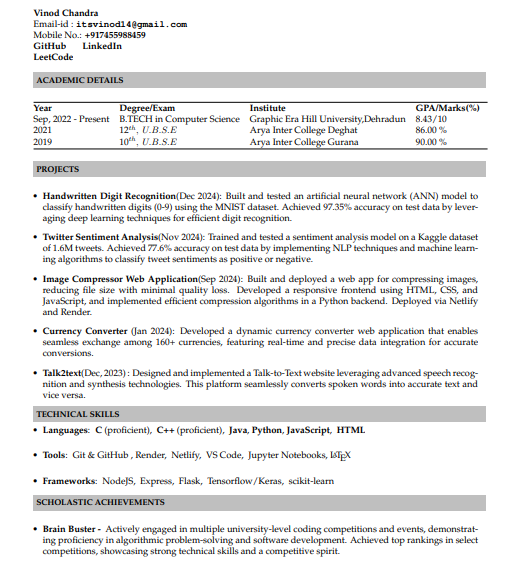 Vinod Chandra
Email-id : itsvinod14@gmail.com
Mobile No.: +917455988459
GitHub LinkedIn
LeetCode
ACADEMIC DETAILS
Year Degree/Exam Institute GPA/Marks(%)
Sep, 2022 - Present B.TECH in Computer Science Graphic Era Hill University,Dehradun 8.43/10
2021 12th, U.B.S.E Arya Inter College Deghat 86.00 %
2019 10th, U.B.S.E Arya Inter College Gurana 90.00 %
PROJECTS
• Handwritten Digit Recognition(Dec 2024): Built and tested an artificial neural network (ANN) model to
classify handwritten digits (0-9) using the MNIST dataset. Achieved 97.35% accuracy on test data by lever-
aging deep learning techniques for efficient digit recognition.
• Twitter Sentiment Analysis(Nov 2024): Trained and tested a sentiment analysis model on a Kaggle dataset
of 1.6M tweets. Achieved 77.6% accuracy on test data by implementing NLP techniques and machine learn-
ing algorithms to classify tweet sentiments as positive or negative.
• Image Compressor Web Application(Sep 2024): Built and deployed a web app for compressing images,
reducing file size with minimal quality loss. Developed a responsive frontend using HTML, CSS, and
JavaScript, and implemented efficient compression algorithms in a Python backend. Deployed via Netlify
and Render.
• Currency Converter (Jan 2024): Developed a dynamic currency converter web application that enables
seamless exchange among 160+ currencies, featuring real-time and precise data integration for accurate
conversions.
• Talk2text(Dec, 2023) : Designed and implemented a Talk-to-Text website leveraging advanced speech recog-
nition and synthesis technologies. This platform seamlessly converts spoken words into accurate text and
vice versa.
TECHNICAL SKILLS
• Languages: C (proficient), C++ (proficient), Java, Python, JavaScript, HTML
• Tools: Git & GitHub , Render, Netlify, VS Code, Jupyter Notebooks, LaTeX
• Frameworks: NodeJS, Express, Flask, Tensorflow/Keras, scikit-learn
SCHOLASTIC ACHIEVEMENTS
• Brain Buster - Actively engaged in multiple university-level coding competitions and events, demonstrat-
ing proficiency in algorithmic problem-solving and software development. Achieved top rankings in select
competitions, showcasing strong technical skills and a competitive spirit.